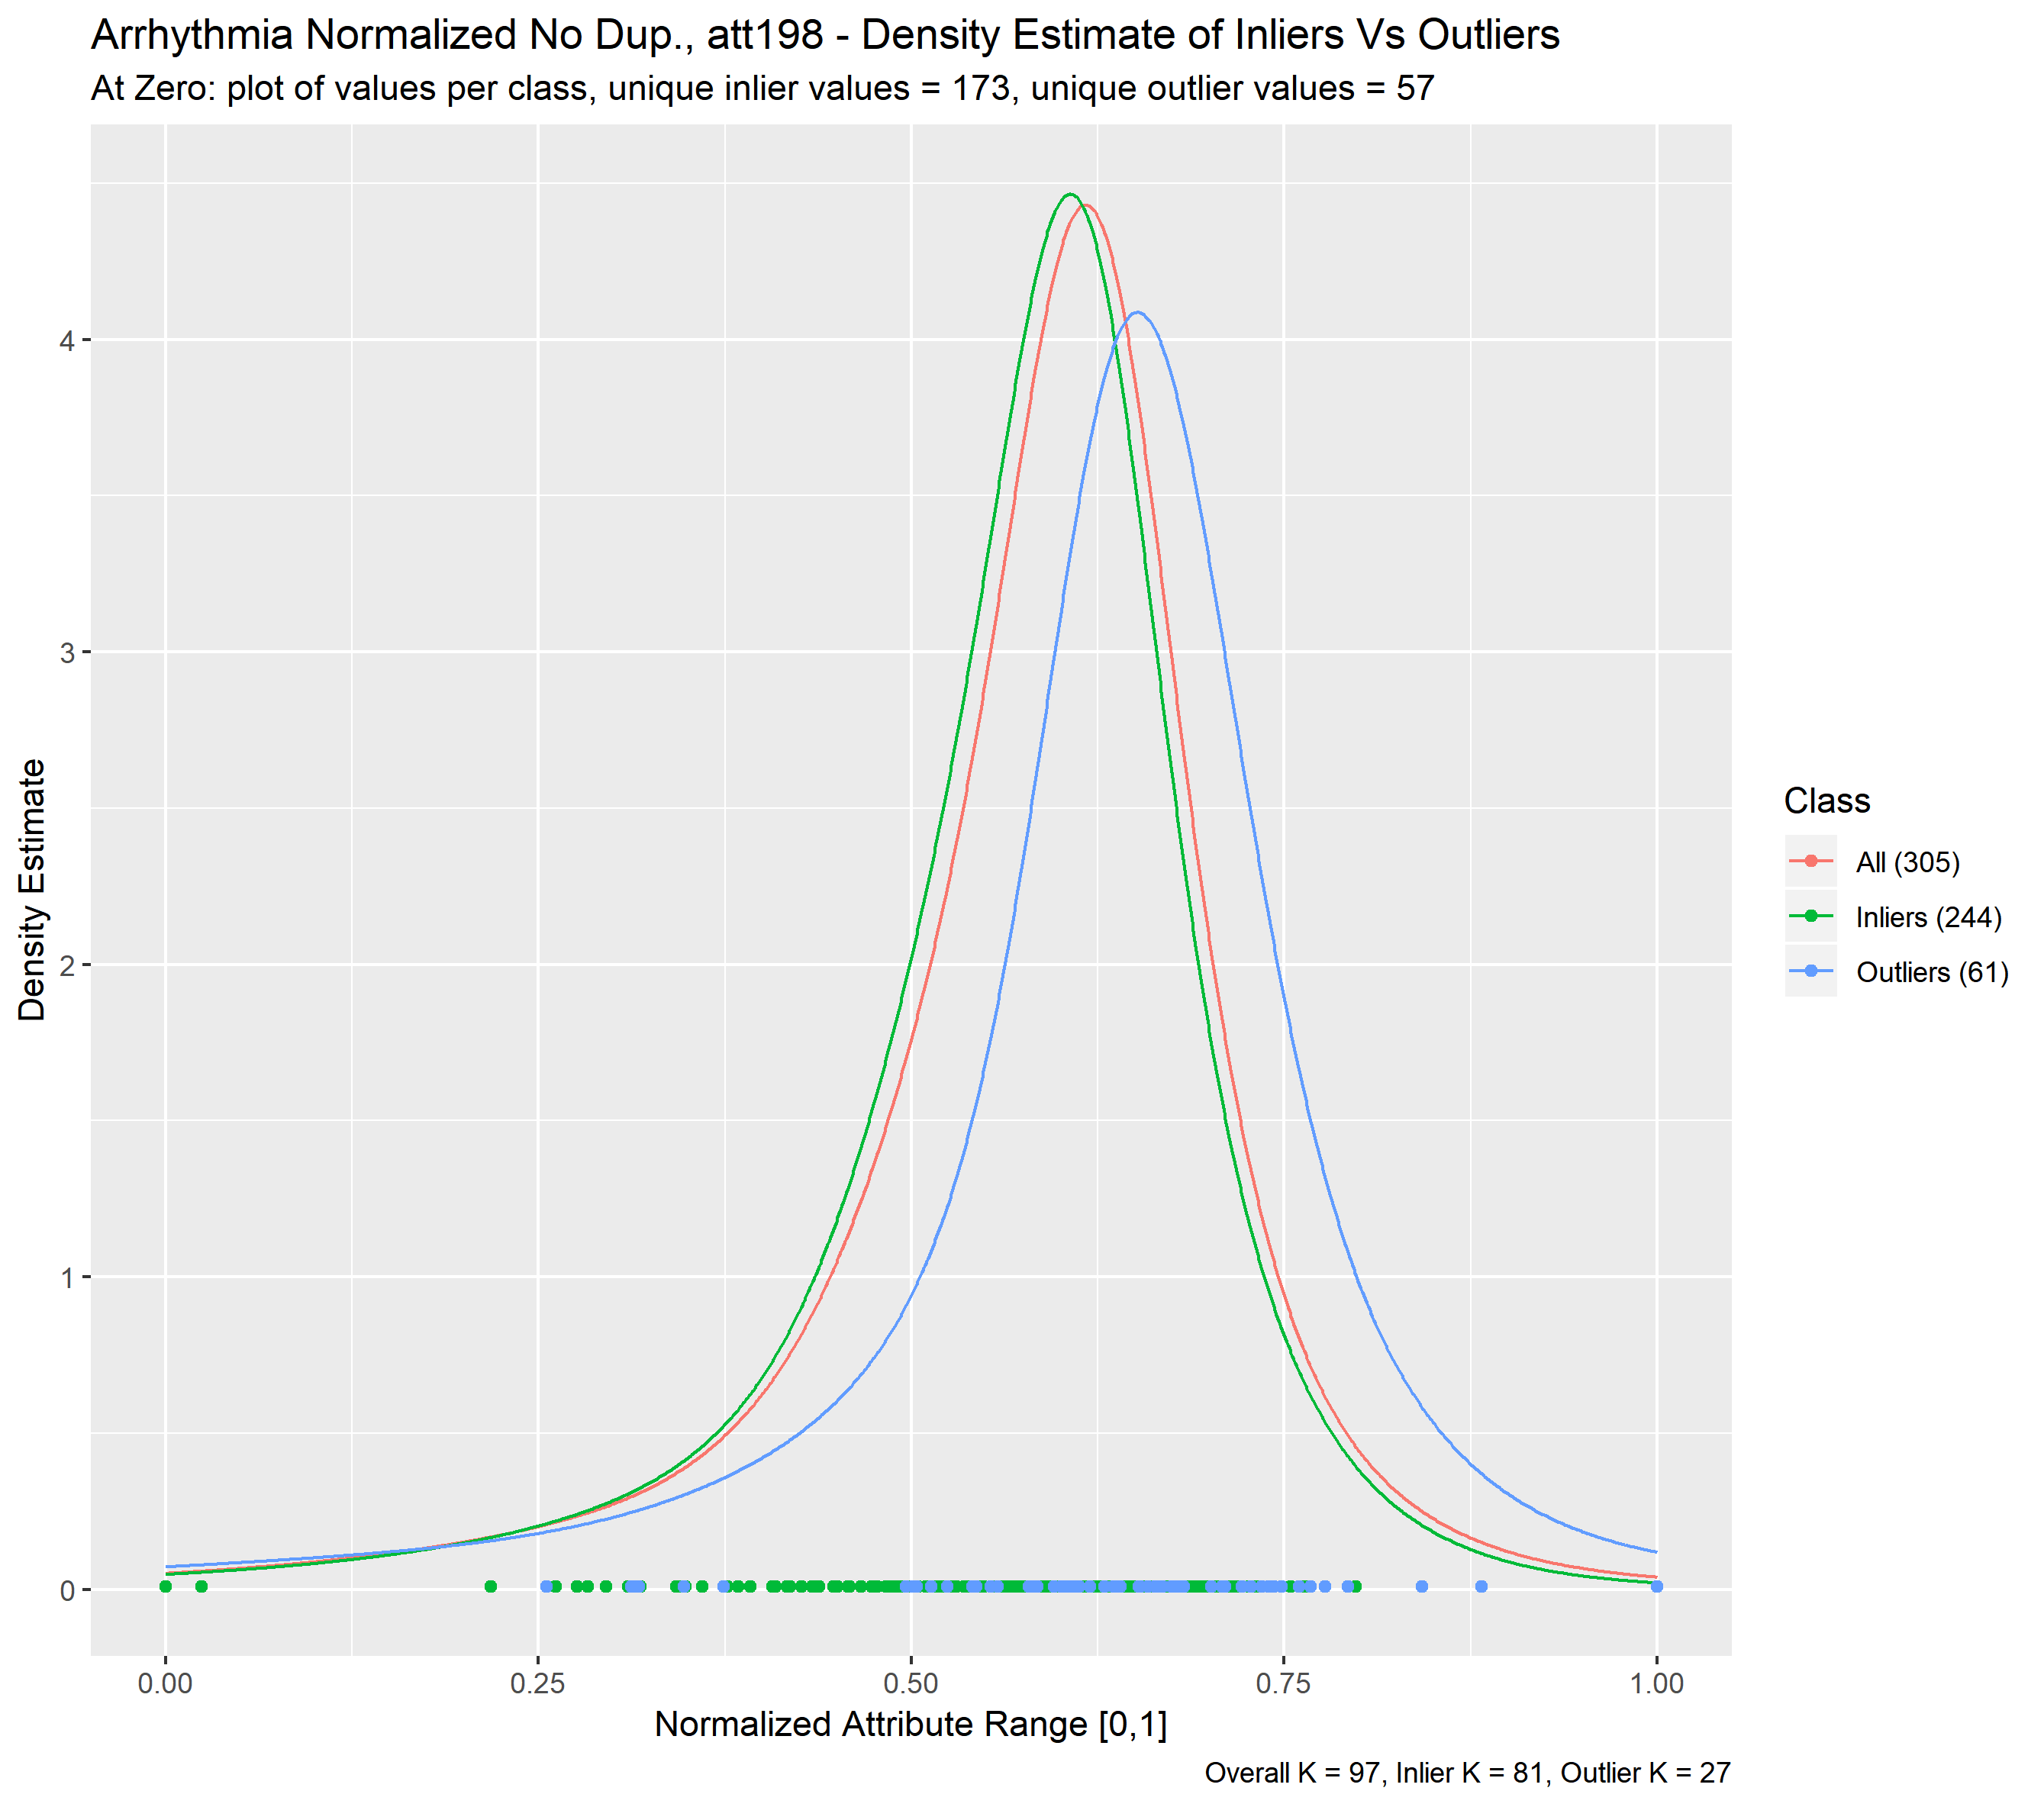 Arrhythmia Normalized No Dup., att198 - Density Estimate of Inliers Vs Outliers
At Zero: plot of values per class, unique inlier values = 173, unique outlier values = 57
4
3
2
1
0
Density Estimate
0.00 0.25 0.50 0.75 1.00
Normalized Attribute Range [0,1]
Class
All (305)
Inliers (244)
Outliers (61)
Overall K = 97, Inlier K = 81, Outlier K = 27